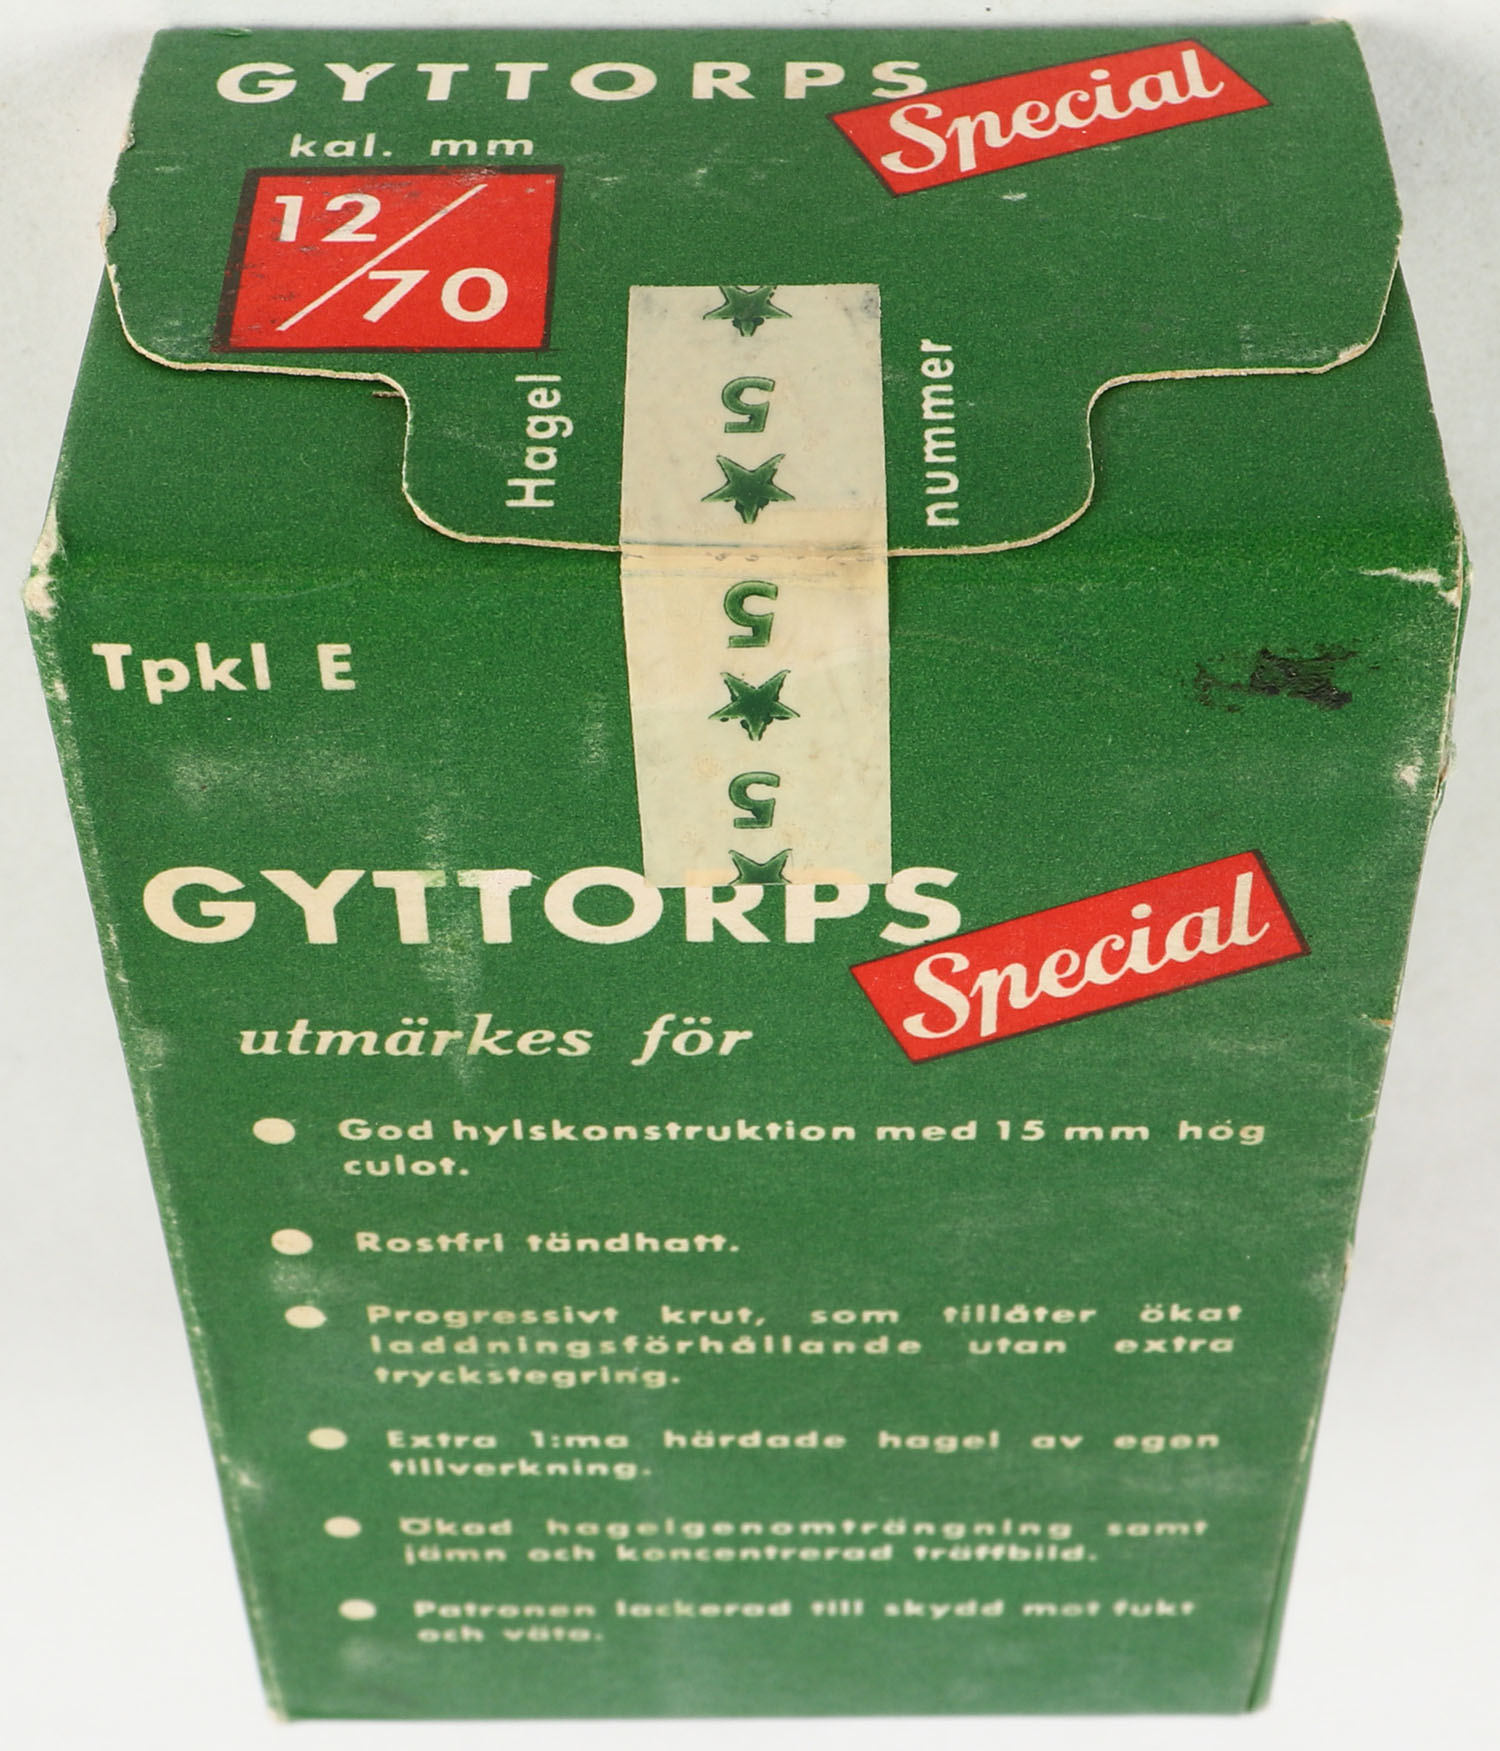 GYTTORPS Special
kal. mm
12/70
Hagel
5
nummer
5
Tpkl E
5
GYTTORPS Special
utmärkes för
● God hylskonstruktion med 15 mm hög
culot.
● Rostfri tändhatt.
● Progressivt krut, som tillåter ökat
laddningsförhållande utan extra
tryckstegring.
● Extra 1:ma härdade hagel av egen
tillverkning.
● Ökad hagelgenomträngning samt
jämn och koncentrerad träffbild.
● Patronen lackerad till skydd mot fukt
och väta.